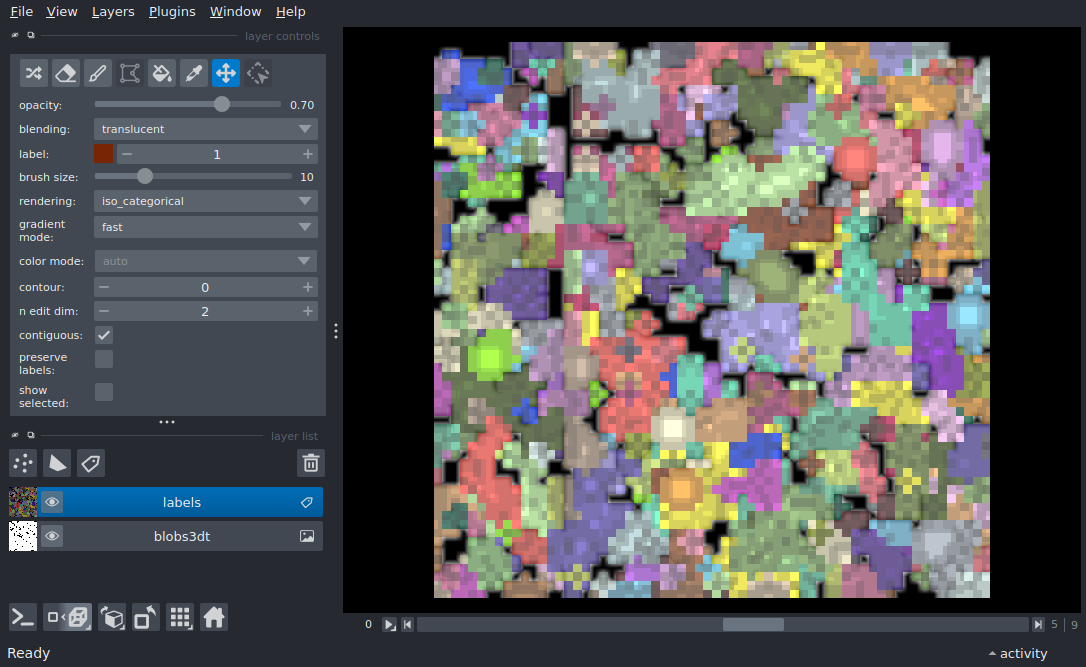 File View Layers Plugins Window Help
layer controls
opacity: 0.70
blending: translucent
label: 1
brush size: 10
rendering: iso_categorical
gradient
mode: fast
color mode: auto
contour: 0
n edit dim: 2
contiguous:
preserve
labels:
show
selected:
layer list
labels
blobs3dt
0 5 | 9
Ready activity